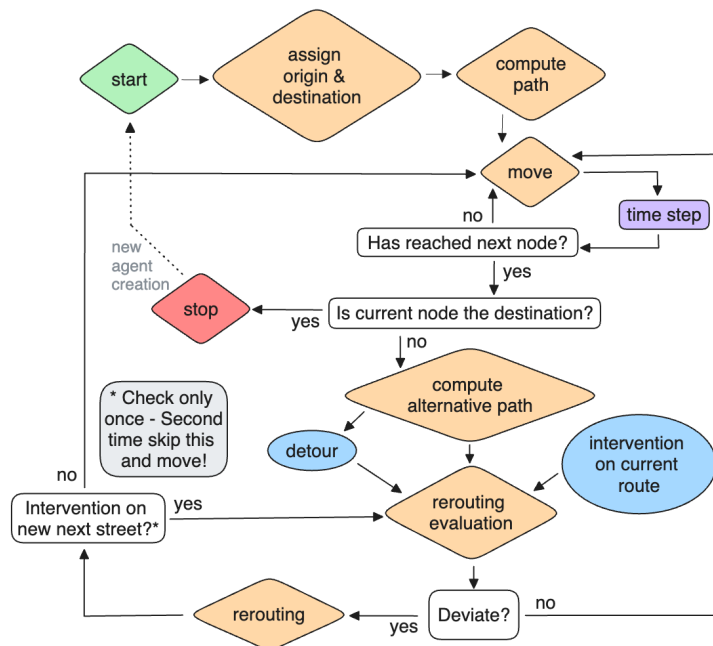 start
assign
origin &
destination
compute
path
move
time step
no
Has reached next node?
new
agent
creation
yes
stop
yes
Is current node the destination?
no
compute
alternative path
* Check only
once - Second
time skip this
and move!
detour
intervention
on current
route
no
Intervention on
new next street?*
yes
rerouting
evaluation
rerouting
yes
Deviate?
no